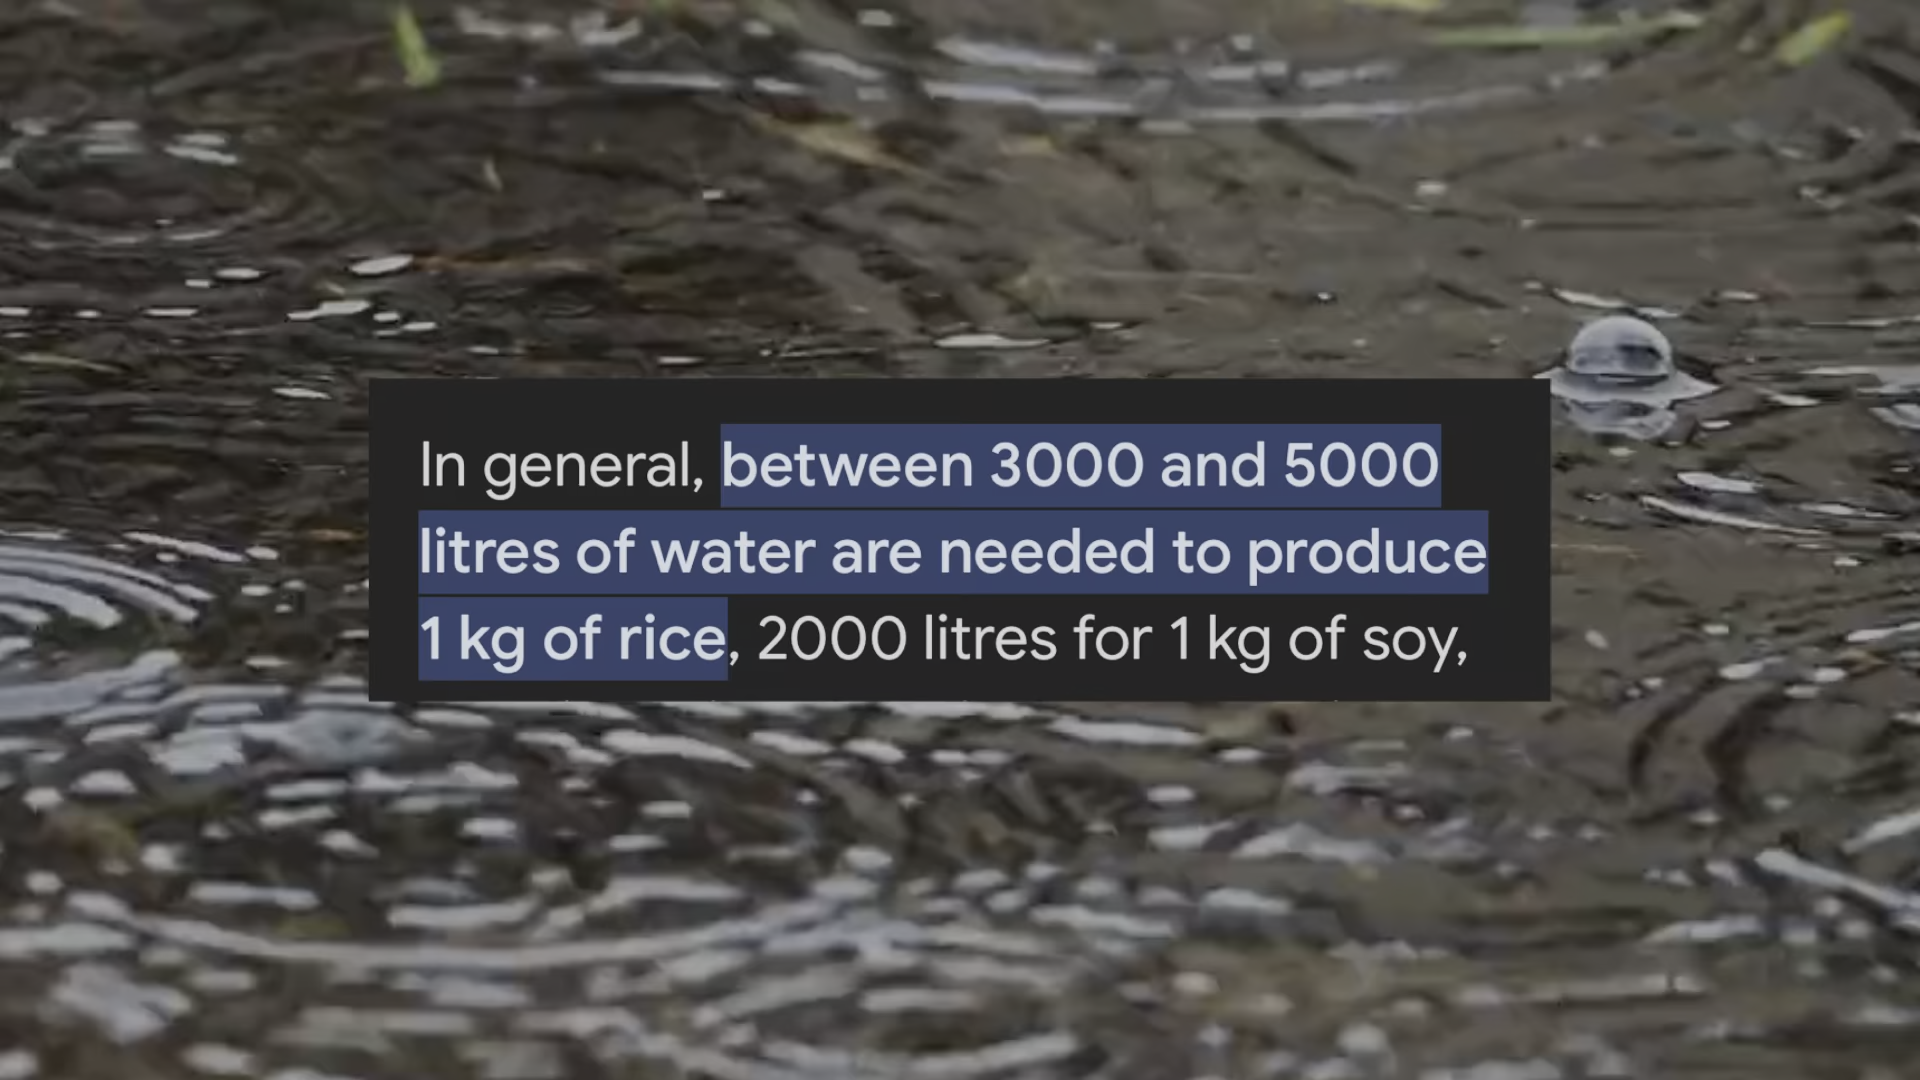 In general, between 3000 and 5000
litres of water are needed to produce
1 kg of rice, 2000 litres for 1 kg of soy,